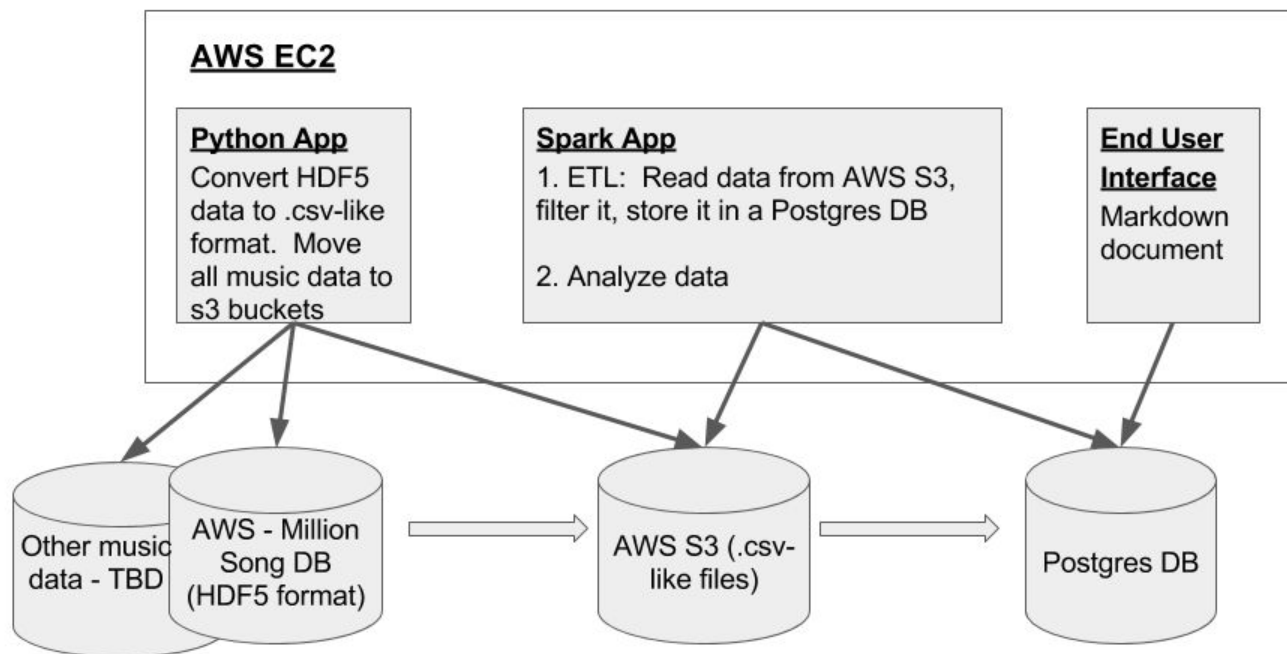 AWS EC2
Python App
Convert HDF5
data to .csv-like
format.  Move
all music data to
s3 buckets
Spark App
1. ETL:  Read data from AWS S3,
filter it, store it in a Postgres DB
2. Analyze data
End User
Interface
Markdown
document
Other music
data - TBD
AWS - Million
Song DB
(HDF5 format)
AWS S3 (.csv-
like files)
Postgres DB